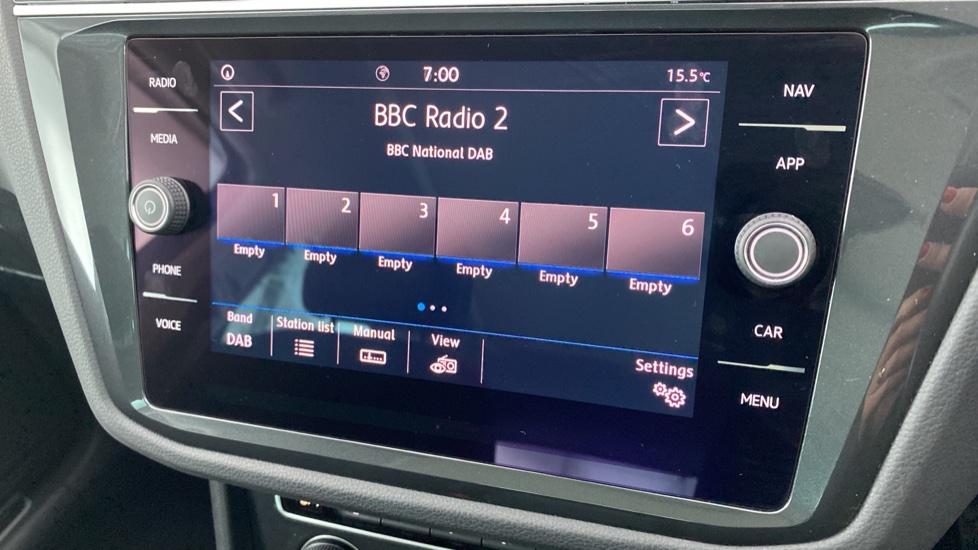 RADIO
MEDIA
PHONE
VOICE
7:00
15.5°C
BBC Radio 2
BBC National DAB
1 2 3 4 5 6
Empty Empty Empty Empty Empty Empty
Band Station list Manual View Settings
DAB
NAV
APP
CAR
MENU